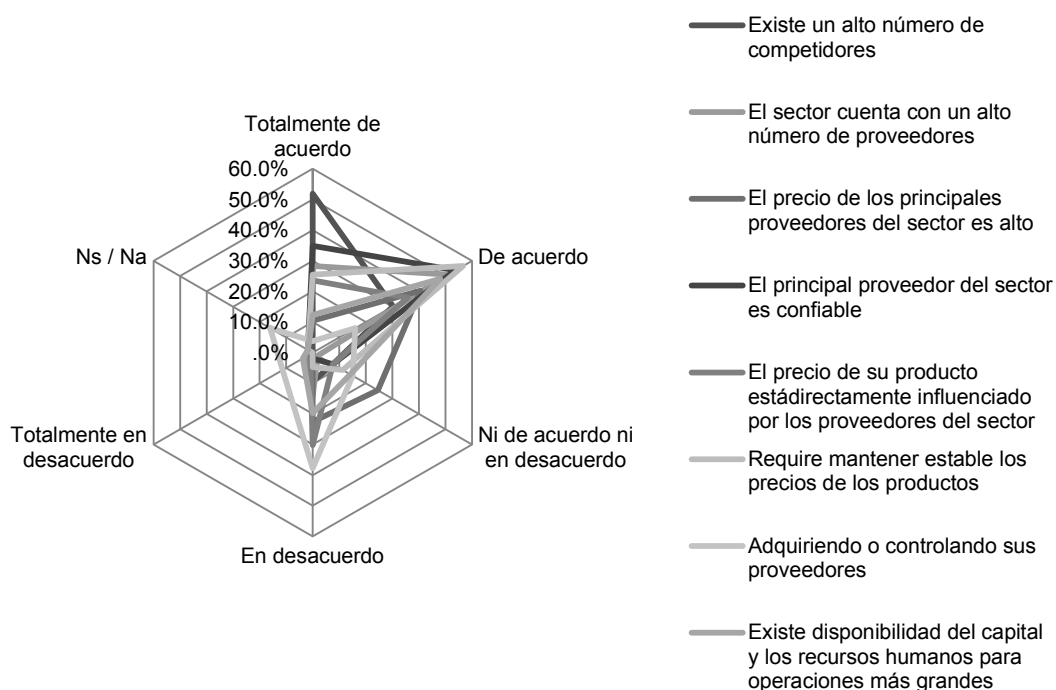 Totalmente de
acuerdo
60.0%
50.0%
40.0%
30.0%
20.0%
10.0%
.0%
De acuerdo
Ni de acuerdo ni
en desacuerdo
En desacuerdo
Totalmente en
desacuerdo
Ns / Na
Existe un alto número de
competidores
El sector cuenta con un alto
número de proveedores
El precio de los principales
proveedores del sector es alto
El principal proveedor del sector
es confiable
El precio de su producto
estádirectamente influenciado
por los proveedores del sector
Require mantener estable los
precios de los productos
Adquiriendo o controlando sus
proveedores
Existe disponibilidad del capital
y los recursos humanos para
operaciones más grandes